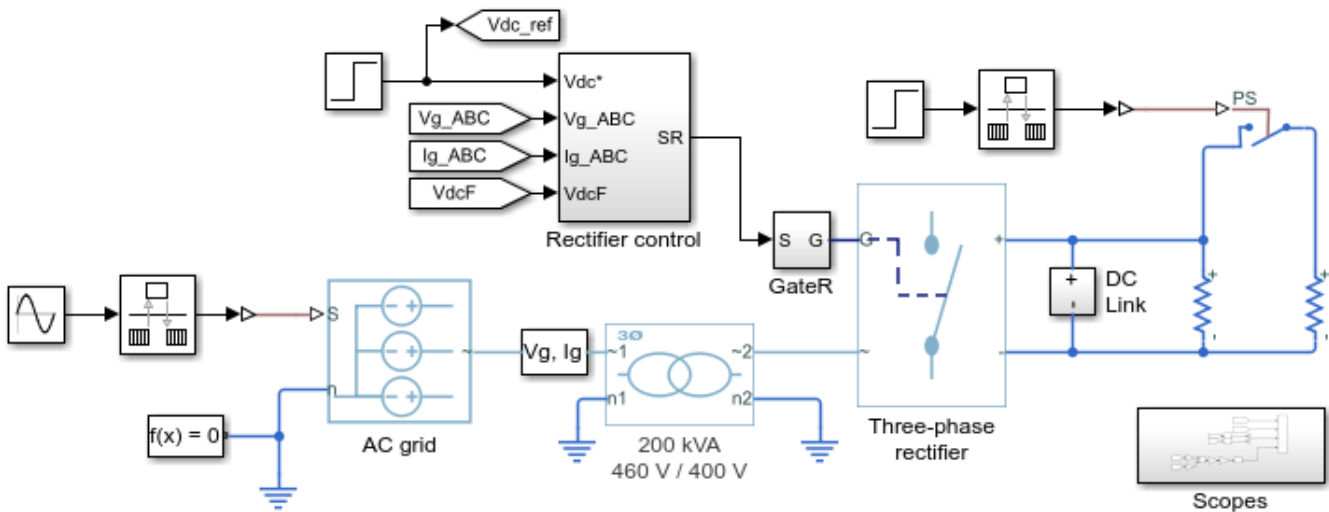 Vdc_ref
Vdc*
Vg_ABC
Vg_ABC
Ig_ABC
Ig_ABC
VdcF
VdcF
SR
Rectifier control
PS
S G
GateR
G
+
-
~
Three-phase
rectifier
+
-
DC
Link
+
-
+
-
S
n
~
AC grid
f(x) = 0
Vg, Ig
3Ø
~1
~2
n1
n2
200 kVA
460 V / 400 V
Scopes